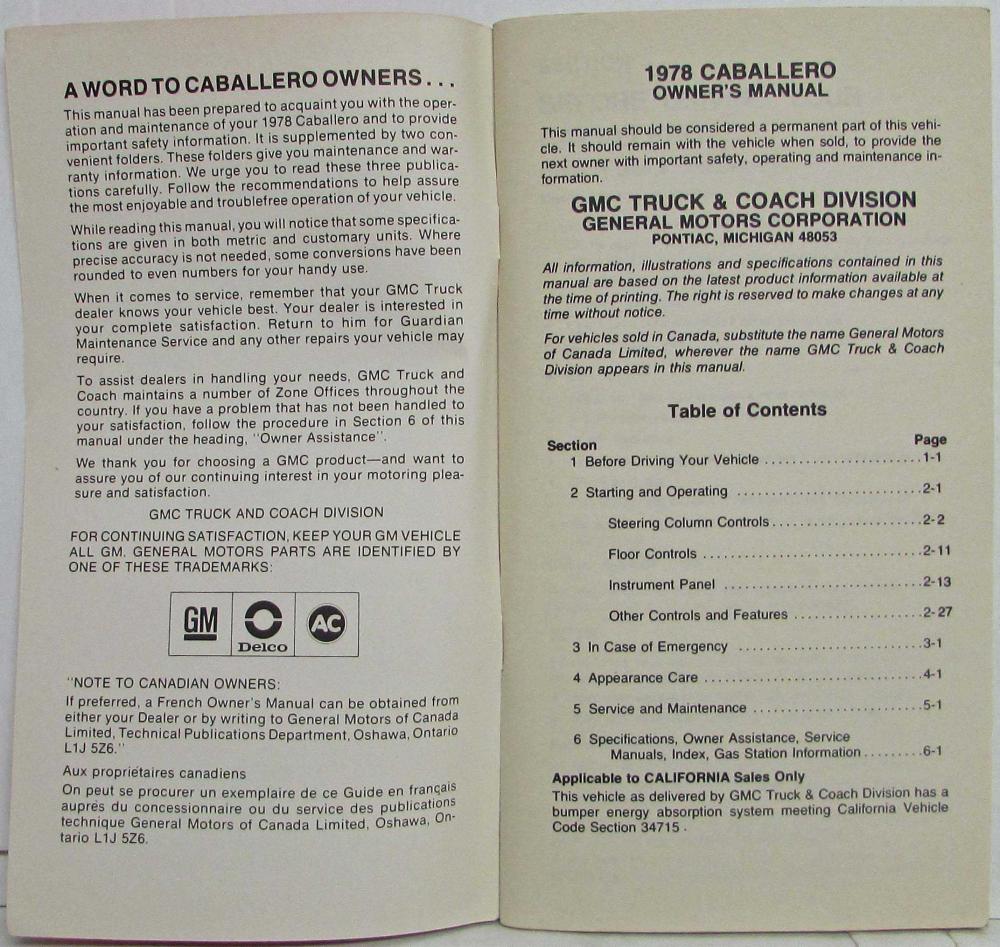 A WORD TO CABALLERO OWNERS . . .
This manual has been prepared to acquaint you with the oper-
ation and maintenance of your 1978 Caballero and to provide
important safety information. It is supplemented by two con-
venient folders. These folders give you maintenance and war-
ranty information. We urge you to read these three publica-
tions carefully. Follow the recommendations to help assure
the most enjoyable and troublefree operation of your vehicle.
While reading this manual, you will notice that some specifica-
tions are given in both metric and customary units. Where
precise accuracy is not needed, some conversions have been
rounded to even numbers for your handy use.
When it comes to service, remember that your GMC Truck
dealer knows your vehicle best. Your dealer is interested in
your complete satisfaction. Return to him for Guardian
Maintenance Service and any other repairs your vehicle may
require.
To assist dealers in handling your needs, GMC Truck and
Coach maintains a number of Zone Offices throughout the
country. If you have a problem that has not been handled to
your satisfaction, follow the procedure in Section 6 of this
manual under the heading, "Owner Assistance".
We thank you for choosing a GMC product—and want to
assure you of our continuing interest in your motoring plea-
sure and satisfaction.
GMC TRUCK AND COACH DIVISION
FOR CONTINUING SATISFACTION, KEEP YOUR GM VEHICLE
ALL GM. GENERAL MOTORS PARTS ARE IDENTIFIED BY
ONE OF THESE TRADEMARKS:
GM Delco AC
"NOTE TO CANADIAN OWNERS:
If preferred, a French Owner's Manual can be obtained from
either your Dealer or by writing to General Motors of Canada
Limited, Technical Publications Department, Oshawa, Ontario
L1J 5Z6."
Aux propriétaires canadiens
On peut se procurer un exemplaire de ce Guide en français
auprés du concessionnaire ou du service des publications
technique General Motors of Canada Limited, Oshawa, On-
tario L1J 5Z6.
1978 CABALLERO
OWNER'S MANUAL
This manual should be considered a permanent part of this vehi-
cle. It should remain with the vehicle when sold, to provide the
next owner with important safety, operating and maintenance in-
formation.
GMC TRUCK & COACH DIVISION
GENERAL MOTORS CORPORATION
PONTIAC, MICHIGAN 48053
All information, illustrations and specifications contained in this
manual are based on the latest product information available at
the time of printing. The right is reserved to make changes at any
time without notice.
For vehicles sold in Canada, substitute the name General Motors
of Canada Limited, wherever the name GMC Truck & Coach
Division appears in this manual.
Table of Contents
Section Page
1 Before Driving Your Vehicle . . . . . . . . . . . . . . . . . . . . . . . 1-1
2 Starting and Operating . . . . . . . . . . . . . . . . . . . . . . . . . . . 2-1
Steering Column Controls . . . . . . . . . . . . . . . . . . . . . . 2-2
Floor Controls . . . . . . . . . . . . . . . . . . . . . . . . . . . . . . . 2-11
Instrument Panel . . . . . . . . . . . . . . . . . . . . . . . . . . . . . 2-13
Other Controls and Features . . . . . . . . . . . . . . . . . . . 2-27
3 In Case of Emergency . . . . . . . . . . . . . . . . . . . . . . . . . . . 3-1
4 Appearance Care . . . . . . . . . . . . . . . . . . . . . . . . . . . . . . . 4-1
5 Service and Maintenance . . . . . . . . . . . . . . . . . . . . . . . . . 5-1
6 Specifications, Owner Assistance, Service
Manuals, Index, Gas Station Information . . . . . . . . . 6-1
Applicable to CALIFORNIA Sales Only
This vehicle as delivered by GMC Truck & Coach Division has a
bumper energy absorption system meeting California Vehicle
Code Section 34715 .